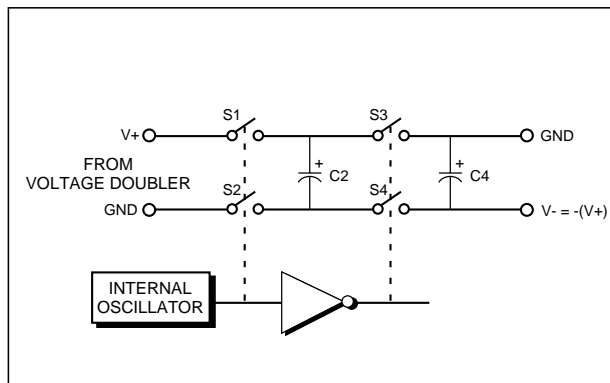 S1
S3
V+
GND
FROM
VOLTAGE DOUBLER
+
C2
+
C4
S2
S4
GND
V- = -(V+)
INTERNAL
OSCILLATOR